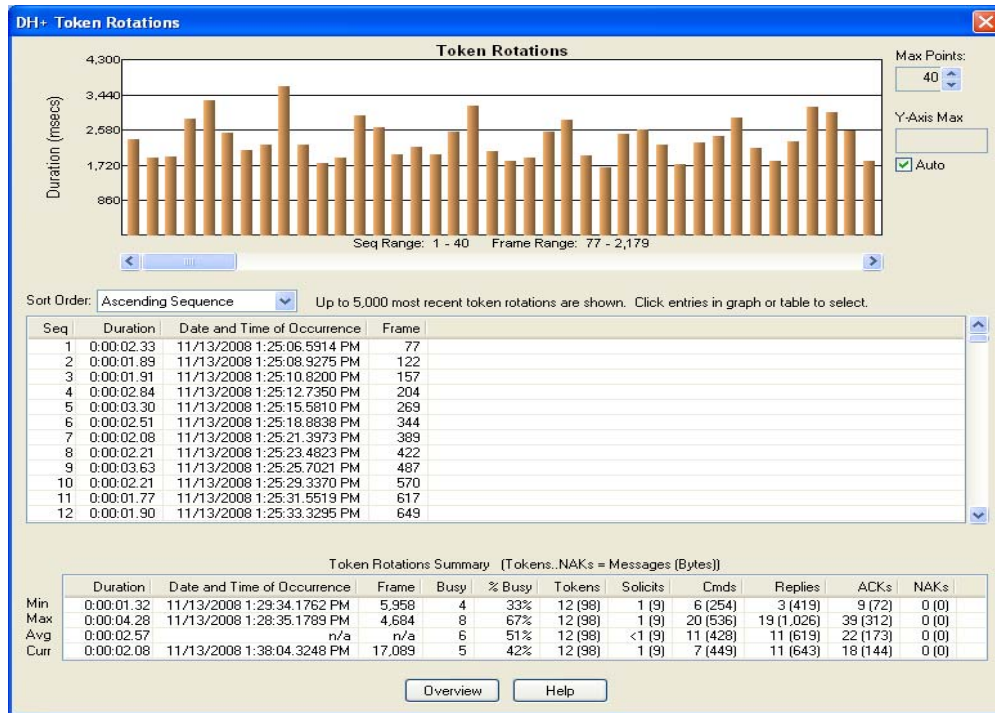 DH+ Token Rotations
Token Rotations
Max Points:
40
Y-Axis Max
Auto
Duration (msecs)
4,300
3,440
2,580
1,720
860
Seq Range: 1 - 40 Frame Range: 77 - 2,179
Sort Order: Ascending Sequence Up to 5,000 most recent token rotations are shown. Click entries in graph or table to select.
Seq Duration Date and Time of Occurrence Frame
1 0:00:02.33 11/13/2008 1:25:06.5914 PM 77
2 0:00:01.89 11/13/2008 1:25:08.9275 PM 122
3 0:00:01.91 11/13/2008 1:25:10.8200 PM 157
4 0:00:02.84 11/13/2008 1:25:12.7350 PM 204
5 0:00:03.30 11/13/2008 1:25:15.5810 PM 269
6 0:00:02.51 11/13/2008 1:25:18.8838 PM 344
7 0:00:02.08 11/13/2008 1:25:21.3973 PM 389
8 0:00:02.21 11/13/2008 1:25:23.4823 PM 422
9 0:00:03.63 11/13/2008 1:25:25.7021 PM 487
10 0:00:02.21 11/13/2008 1:25:29.3370 PM 570
11 0:00:01.77 11/13/2008 1:25:31.5519 PM 617
12 0:00:01.90 11/13/2008 1:25:33.3295 PM 649
Token Rotations Summary (Tokens..NAKs = Messages (Bytes))
Duration Date and Time of Occurrence Frame Busy % Busy Tokens Solicits Cmds Replies ACKs NAKs
Min 0:00:01.32 11/13/2008 1:29:34.1762 PM 5,958 4 33% 12 (98) 1 (9) 6 (254) 3 (419) 9 (72) 0 (0)
Max 0:00:04.28 11/13/2008 1:28:35.1789 PM 4,684 8 67% 12 (98) 1 (9) 20 (536) 19 (1,026) 39 (312) 0 (0)
Avg 0:00:02.57 n/a n/a 6 51% 12 (98) <1 (9) 11 (428) 11 (619) 22 (173) 0 (0)
Curr 0:00:02.08 11/13/2008 1:38:04.3248 PM 17,089 5 42% 12 (98) 1 (9) 7 (449) 11 (643) 18 (144) 0 (0)
Overview Help